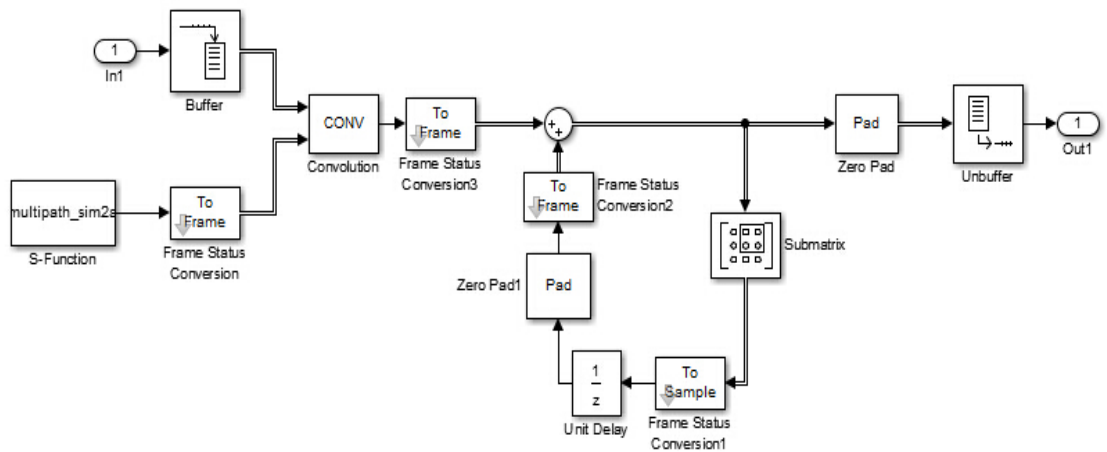 1
In1
Buffer
multipath_sim2a
S-Function
To
Frame
Frame Status
Conversion
CONV
Convolution
To
Frame
Frame Status
Conversion3
+
+
To
Frame
Frame Status
Conversion2
Zero Pad1
Pad
1
z
Unit Delay
To
Sample
Frame Status
Conversion1
Submatrix
Pad
Zero Pad
Unbuffer
1
Out1